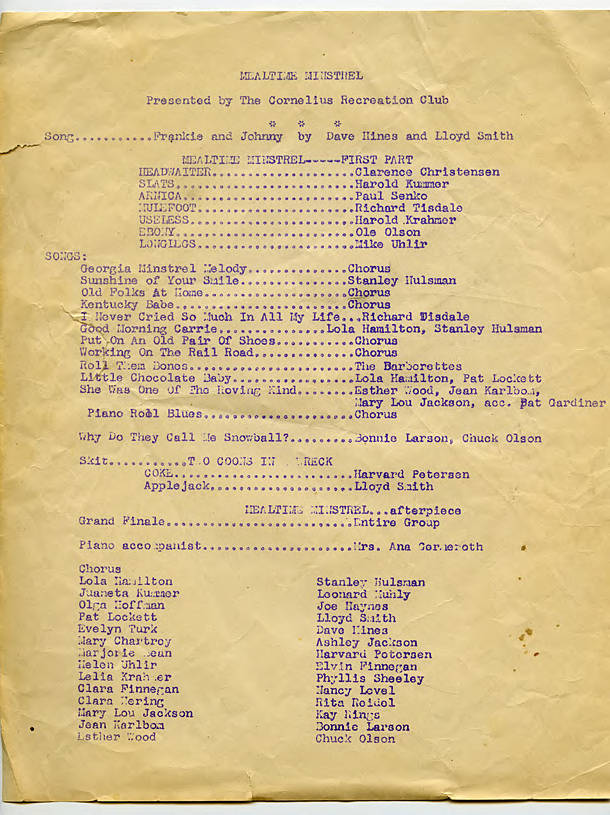 MEALTIME MINSTREL
Presented by The Cornelius Recreation Club
* * *
Song...........Frankie and Johnny by Dave Hines and Lloyd Smith
MEALTIME MINSTREL-----FIRST PART
HEADWAITER...................Clarence Christensen
SLATS........................Harold Kummer
ARNICA.......................Paul Senko
MULEFOOT.....................Richard Tisdale
USELESS......................Harold Krahmer
EBONY........................Ole Olson
LONGILGS.....................Mike Uhlir
SONGS:
Georgia Minstrel Melody.............Chorus
Sunshine of Your Smile..............Stanley Hulsman
Old Folks At Home...................Chorus
Kentucky Babe.......................Chorus
I Never Cried So Much In All My Life...Richard Tisdale
Good Morning Carrie..............Lola Hamilton, Stanley Hulsman
Put On An Old Pair Of Shoes.........Chorus
Working On The Rail Road............Chorus
Roll Them Bones.....................The Barborettes
Little Chocolate Baby...............Lola Hamilton, Pat Lockett
She Was One Of The Roving Kind......Esther Wood, Jean Karlbom,
Mary Lou Jackson, acc. Pat Gardiner
Piano Roll Blues....................Chorus
Why Do They Call Me Snowball?.........Bonnie Larson, Chuck Olson
Skit...........TWO COONS IN A WRECK
COKE.......................Harvard Petersen
Applejack..................Lloyd Smith
MEALTIME MINSTREL...afterpiece
Grand Finale.........................Entire Group
Piano accompanist....................Mrs. Ana Gormeroth
Chorus
Lola Hamilton
Juaneta Kummer
Olga Hoffman
Pat Lockett
Evelyn Turk
Mary Chartrey
Marjorie Bean
Helen Uhlir
Lelia Krahmer
Clara Finnegan
Clara Hering
Mary Lou Jackson
Jean Karlbom
Esther Wood
Stanley Hulsman
Leonard Muhly
Joe Haynes
Lloyd Smith
Dave Hines
Ashley Jackson
Harvard Petersen
Elvin Finnegan
Phyllis Sheeley
Nancy Lovel
Rita Reidel
Kay Rings
Bonnie Larson
Chuck Olson